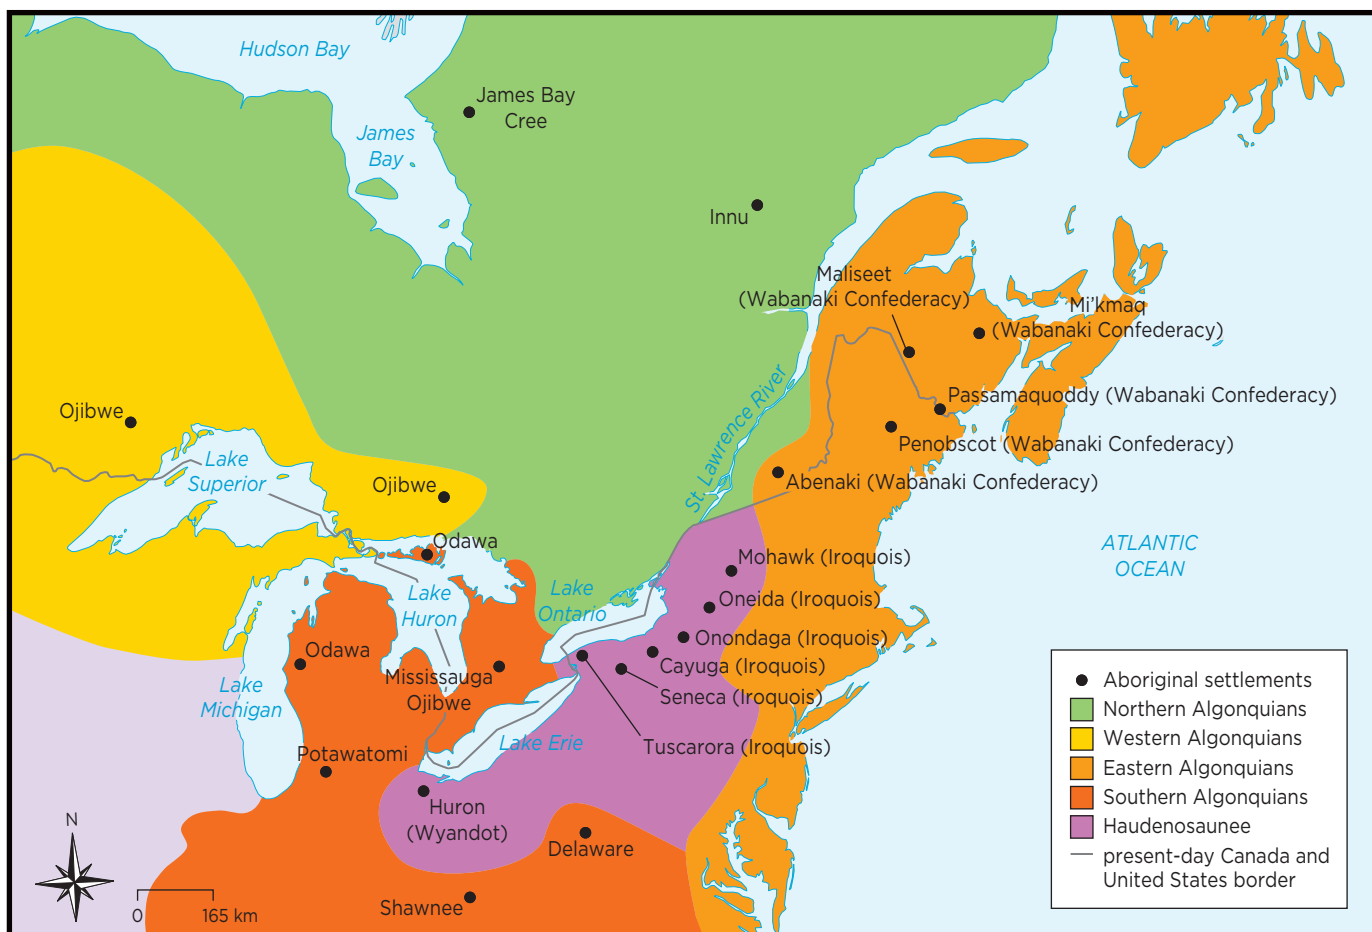 Hudson Bay
James Bay
Cree
James
Bay
Innu
Maliseet
(Wabanaki Confederacy)
Mi'kmaq
(Wabanaki Confederacy)
Passamaquoddy (Wabanaki Confederacy)
Penobscot (Wabanaki Confederacy)
Abenaki (Wabanaki Confederacy)
St. Lawrence River
Ojibwe
Lake
Superior
Ojibwe
Odawa
Lake
Huron
Lake
Ontario
Mohawk (Iroquois)
Oneida (Iroquois)
Onondaga (Iroquois)
Cayuga (Iroquois)
Seneca (Iroquois)
Tuscarora (Iroquois)
ATLANTIC
OCEAN
Odawa
Mississauga
Ojibwe
Lake
Michigan
Lake Erie
Potawatomi
Huron
(Wyandot)
Delaware
Shawnee
N
0 165 km
Aboriginal settlements
Northern Algonquians
Western Algonquians
Eastern Algonquians
Southern Algonquians
Haudenosaunee
present-day Canada and
United States border